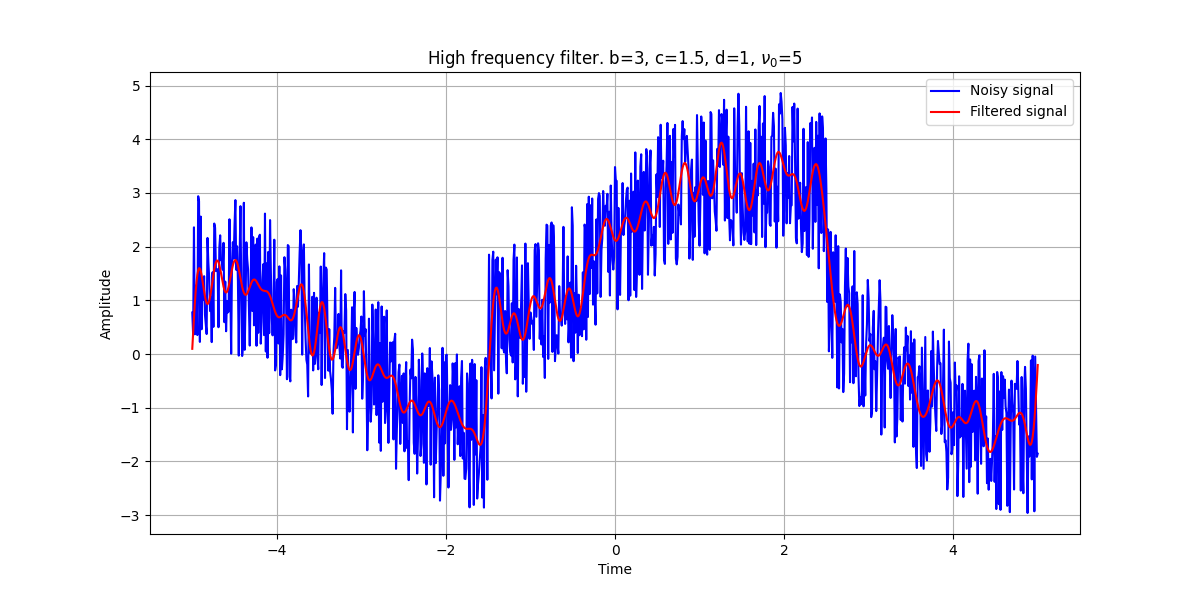 High frequency filter. b=3, c=1.5, d=1, ν₀=5
Noisy signal
Filtered signal
Amplitude
5
4
3
2
1
0
−1
−2
−3
−4
−2
0
2
4
Time